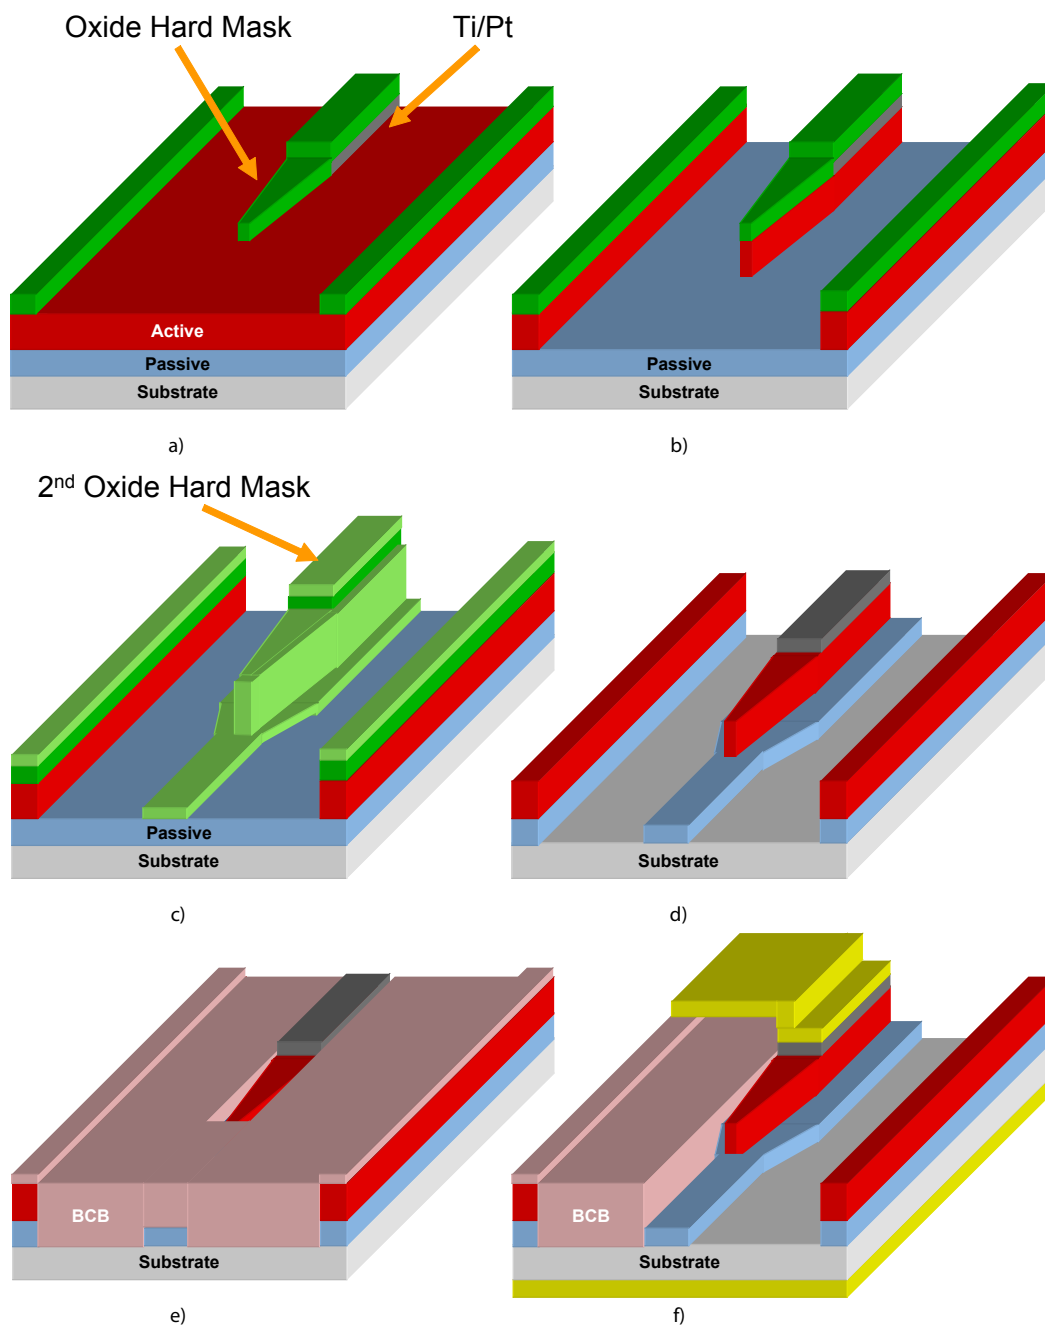 Oxide Hard Mask
Ti/Pt
Active
Passive
Substrate
a)
Passive
Substrate
b)
2nd Oxide Hard Mask
Passive
Substrate
c)
Substrate
d)
BCB
Substrate
e)
BCB
Substrate
f)